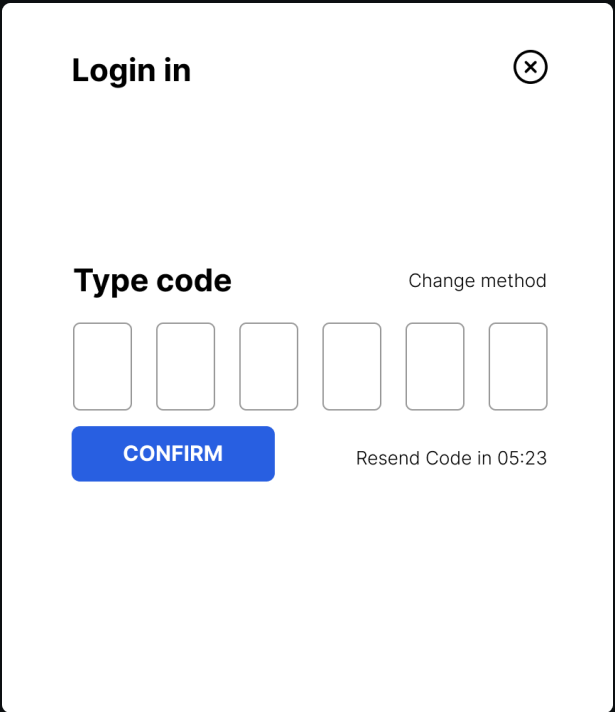 Login in
Type code
Change method
CONFIRM
Resend Code in 05:23